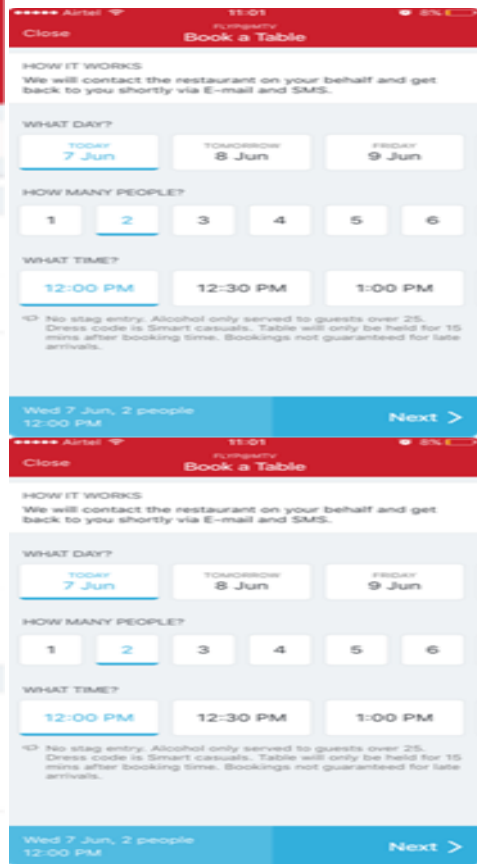 Airtel 11:01 8%
FLYP@MTV
Close Book a Table
HOW IT WORKS
We will contact the restaurant on your behalf and get
back to you shortly via E-mail and SMS.
WHAT DAY?
TODAY TOMORROW FRIDAY
7 Jun 8 Jun 9 Jun
HOW MANY PEOPLE?
1 2 3 4 5 6
WHAT TIME?
12:00 PM 12:30 PM 1:00 PM
No stag entry. Alcohol only served to guests over 25.
Dress code is Smart casuals. Table will only be held for 15
mins after booking time. Bookings not guaranteed for late
arrivals.
Wed 7 Jun, 2 people
12:00 PM
Next >
Airtel 11:01 8%
FLYP@MTV
Close Book a Table
HOW IT WORKS
We will contact the restaurant on your behalf and get
back to you shortly via E-mail and SMS.
WHAT DAY?
TODAY TOMORROW FRIDAY
7 Jun 8 Jun 9 Jun
HOW MANY PEOPLE?
1 2 3 4 5 6
WHAT TIME?
12:00 PM 12:30 PM 1:00 PM
No stag entry. Alcohol only served to guests over 25.
Dress code is Smart casuals. Table will only be held for 15
mins after booking time. Bookings not guaranteed for late
arrivals.
Wed 7 Jun, 2 people
12:00 PM
Next >